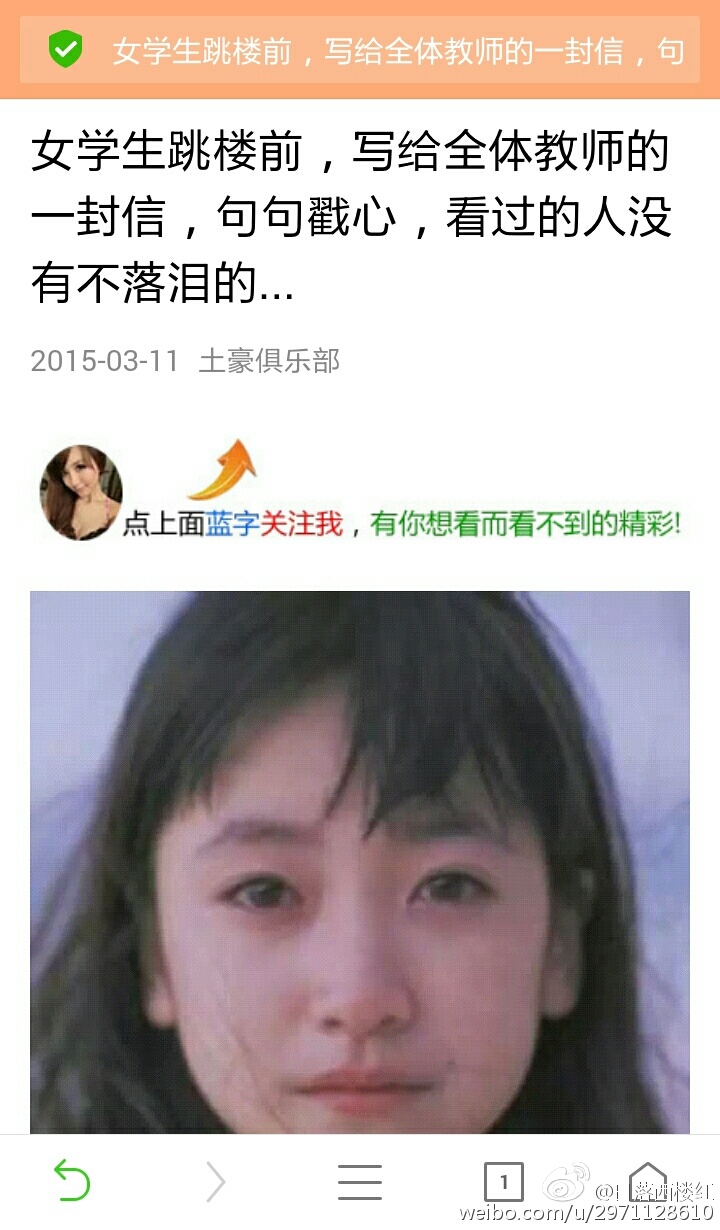 女学生跳楼前，写给全体教师的一封信，句
女学生跳楼前，写给全体教师的
一封信，句句戳心，看过的人没
有不落泪的...
2015-03-11 土豪俱乐部
点上面蓝字关注我，有你想看而看不到的精彩!
1
weibo.com/u/2971128610